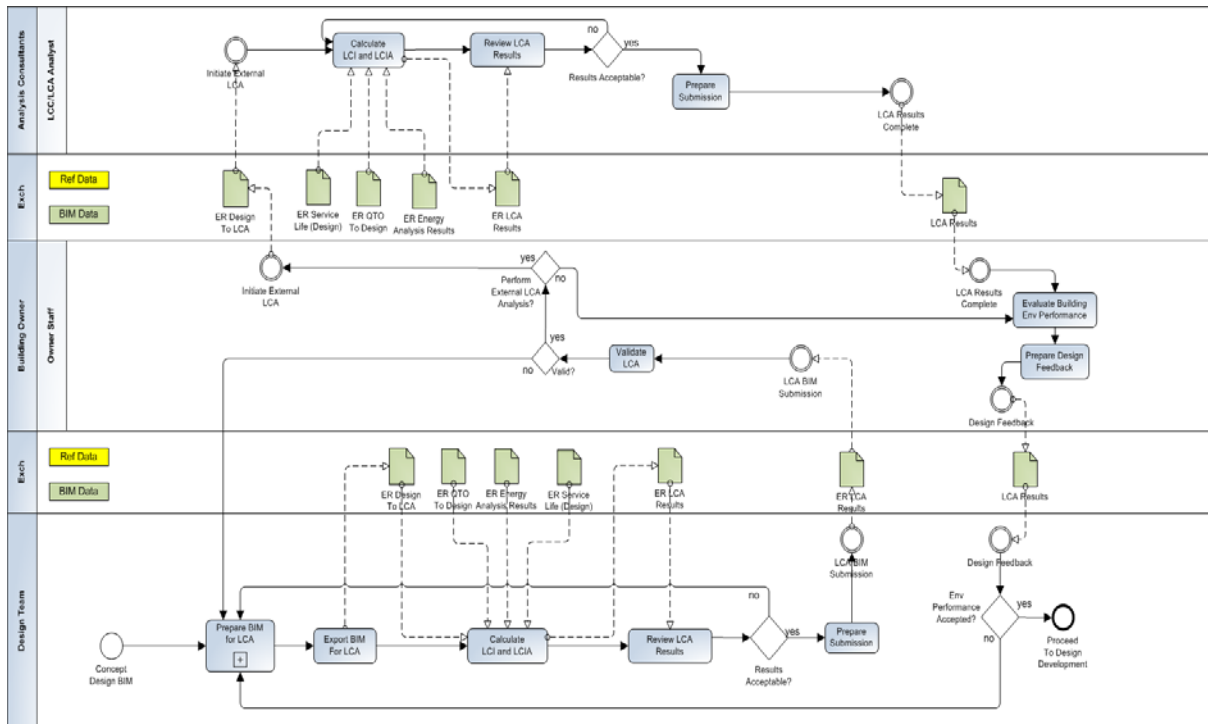 Analysis Consultants
LCC/LCA Analyst
Initiate External
LCA
Calculate
LCI and LCIA
Review LCA
Results
no
yes
Results Acceptable?
Prepare
Submission
LCA Results
Complete
Exch
Ref Data
BIM Data
ER Design
To LCA
ER Service
Life (Design)
ER QTO
To Design
ER Energy
Analysis Results
ER LCA
Results
LCA Results
Building Owner
Owner Staff
Initiate External
LCA
yes
no
Perform
External LCA
Analysis?
yes
no
Valid?
Validate
LCA
LCA BIM
Submission
LCA Results
Complete
Evaluate Building
Env Performance
Prepare Design
Feedback
Design Feedback
Exch
Ref Data
BIM Data
ER Design
To LCA
ER QTO
To Design
ER Energy
Analysis Results
ER Service
Life (Design)
ER LCA
Results
ER LCA
Results
LCA Results
Design Team
Concept
Design BIM
Prepare BIM
for LCA
+
Export BIM
For LCA
Calculate
LCI and LCIA
Review LCA
Results
no
yes
Results
Acceptable?
Prepare
Submission
LCA BIM
Submission
Design Feedback
Env
Performance
Accepted?
yes
no
Proceed
To Design
Development